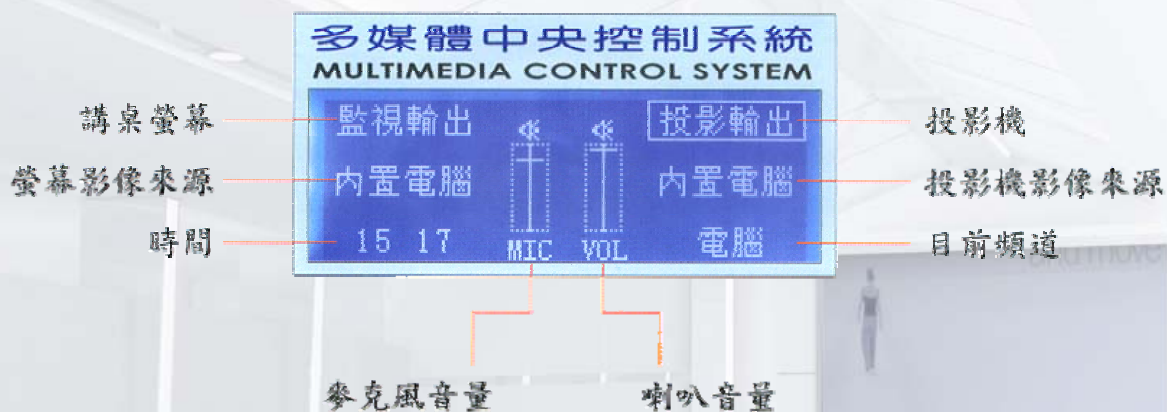 多媒體中央控制系統
MULTIMEDIA CONTROL SYSTEM
講桌螢幕
監視輸出
投影輸出
投影機
螢幕影像來源
內置電腦
內置電腦
投影機影像來源
時間
15 17
MIC
VOL
電腦
目前頻道
麥克風音量
喇叭音量